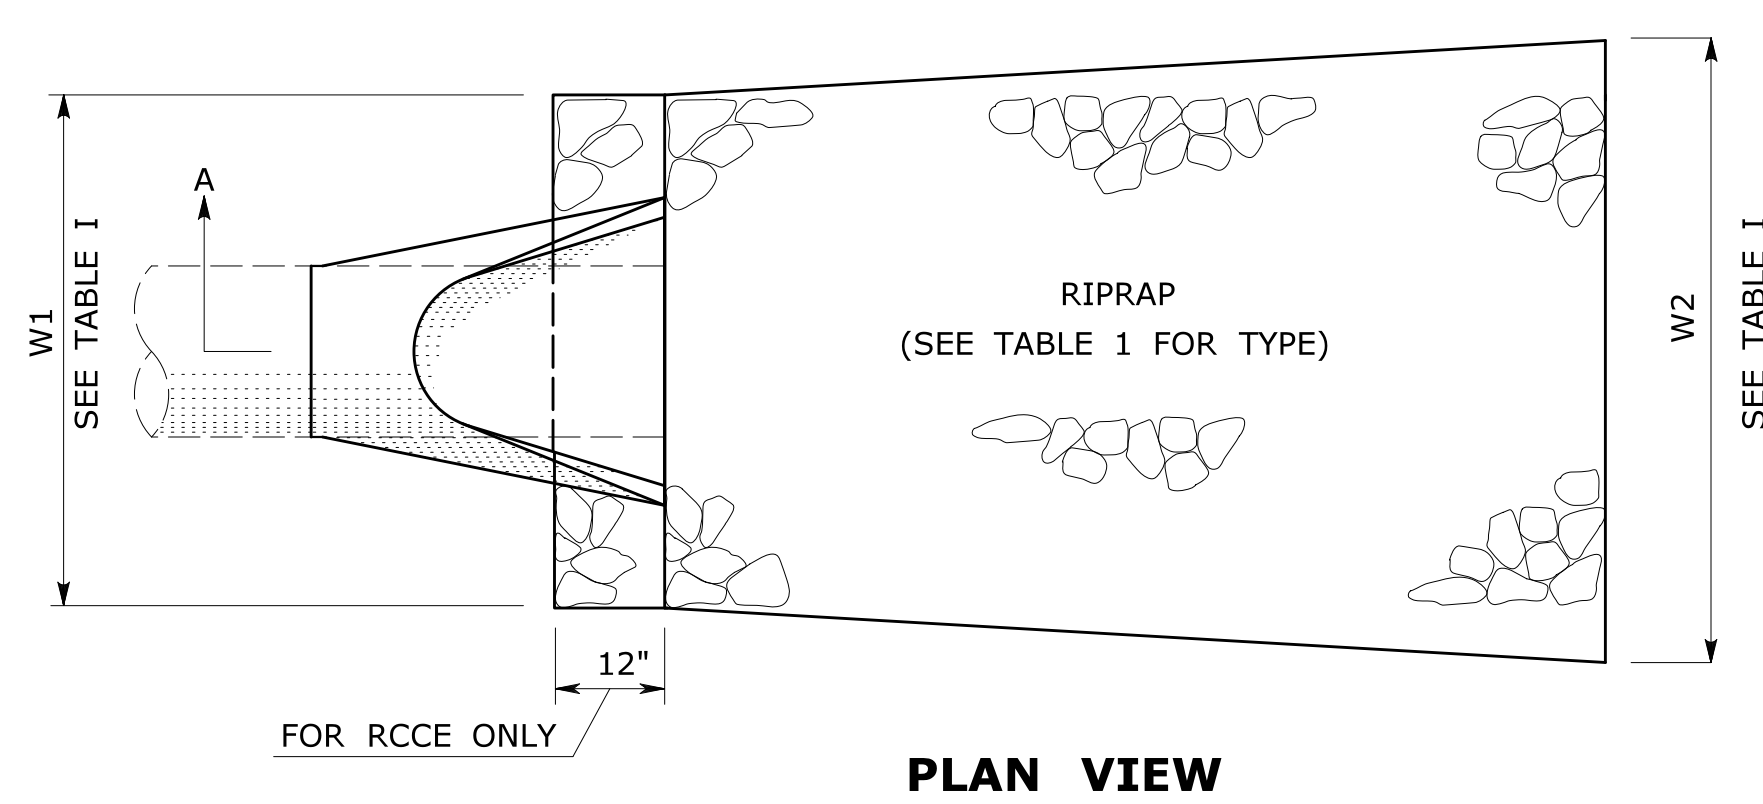 A
W1
SEE TABLE I
RIPRAP
(SEE TABLE 1 FOR TYPE)
W2
SEE TABLE I
12"
FOR RCCE ONLY
PLAN VIEW